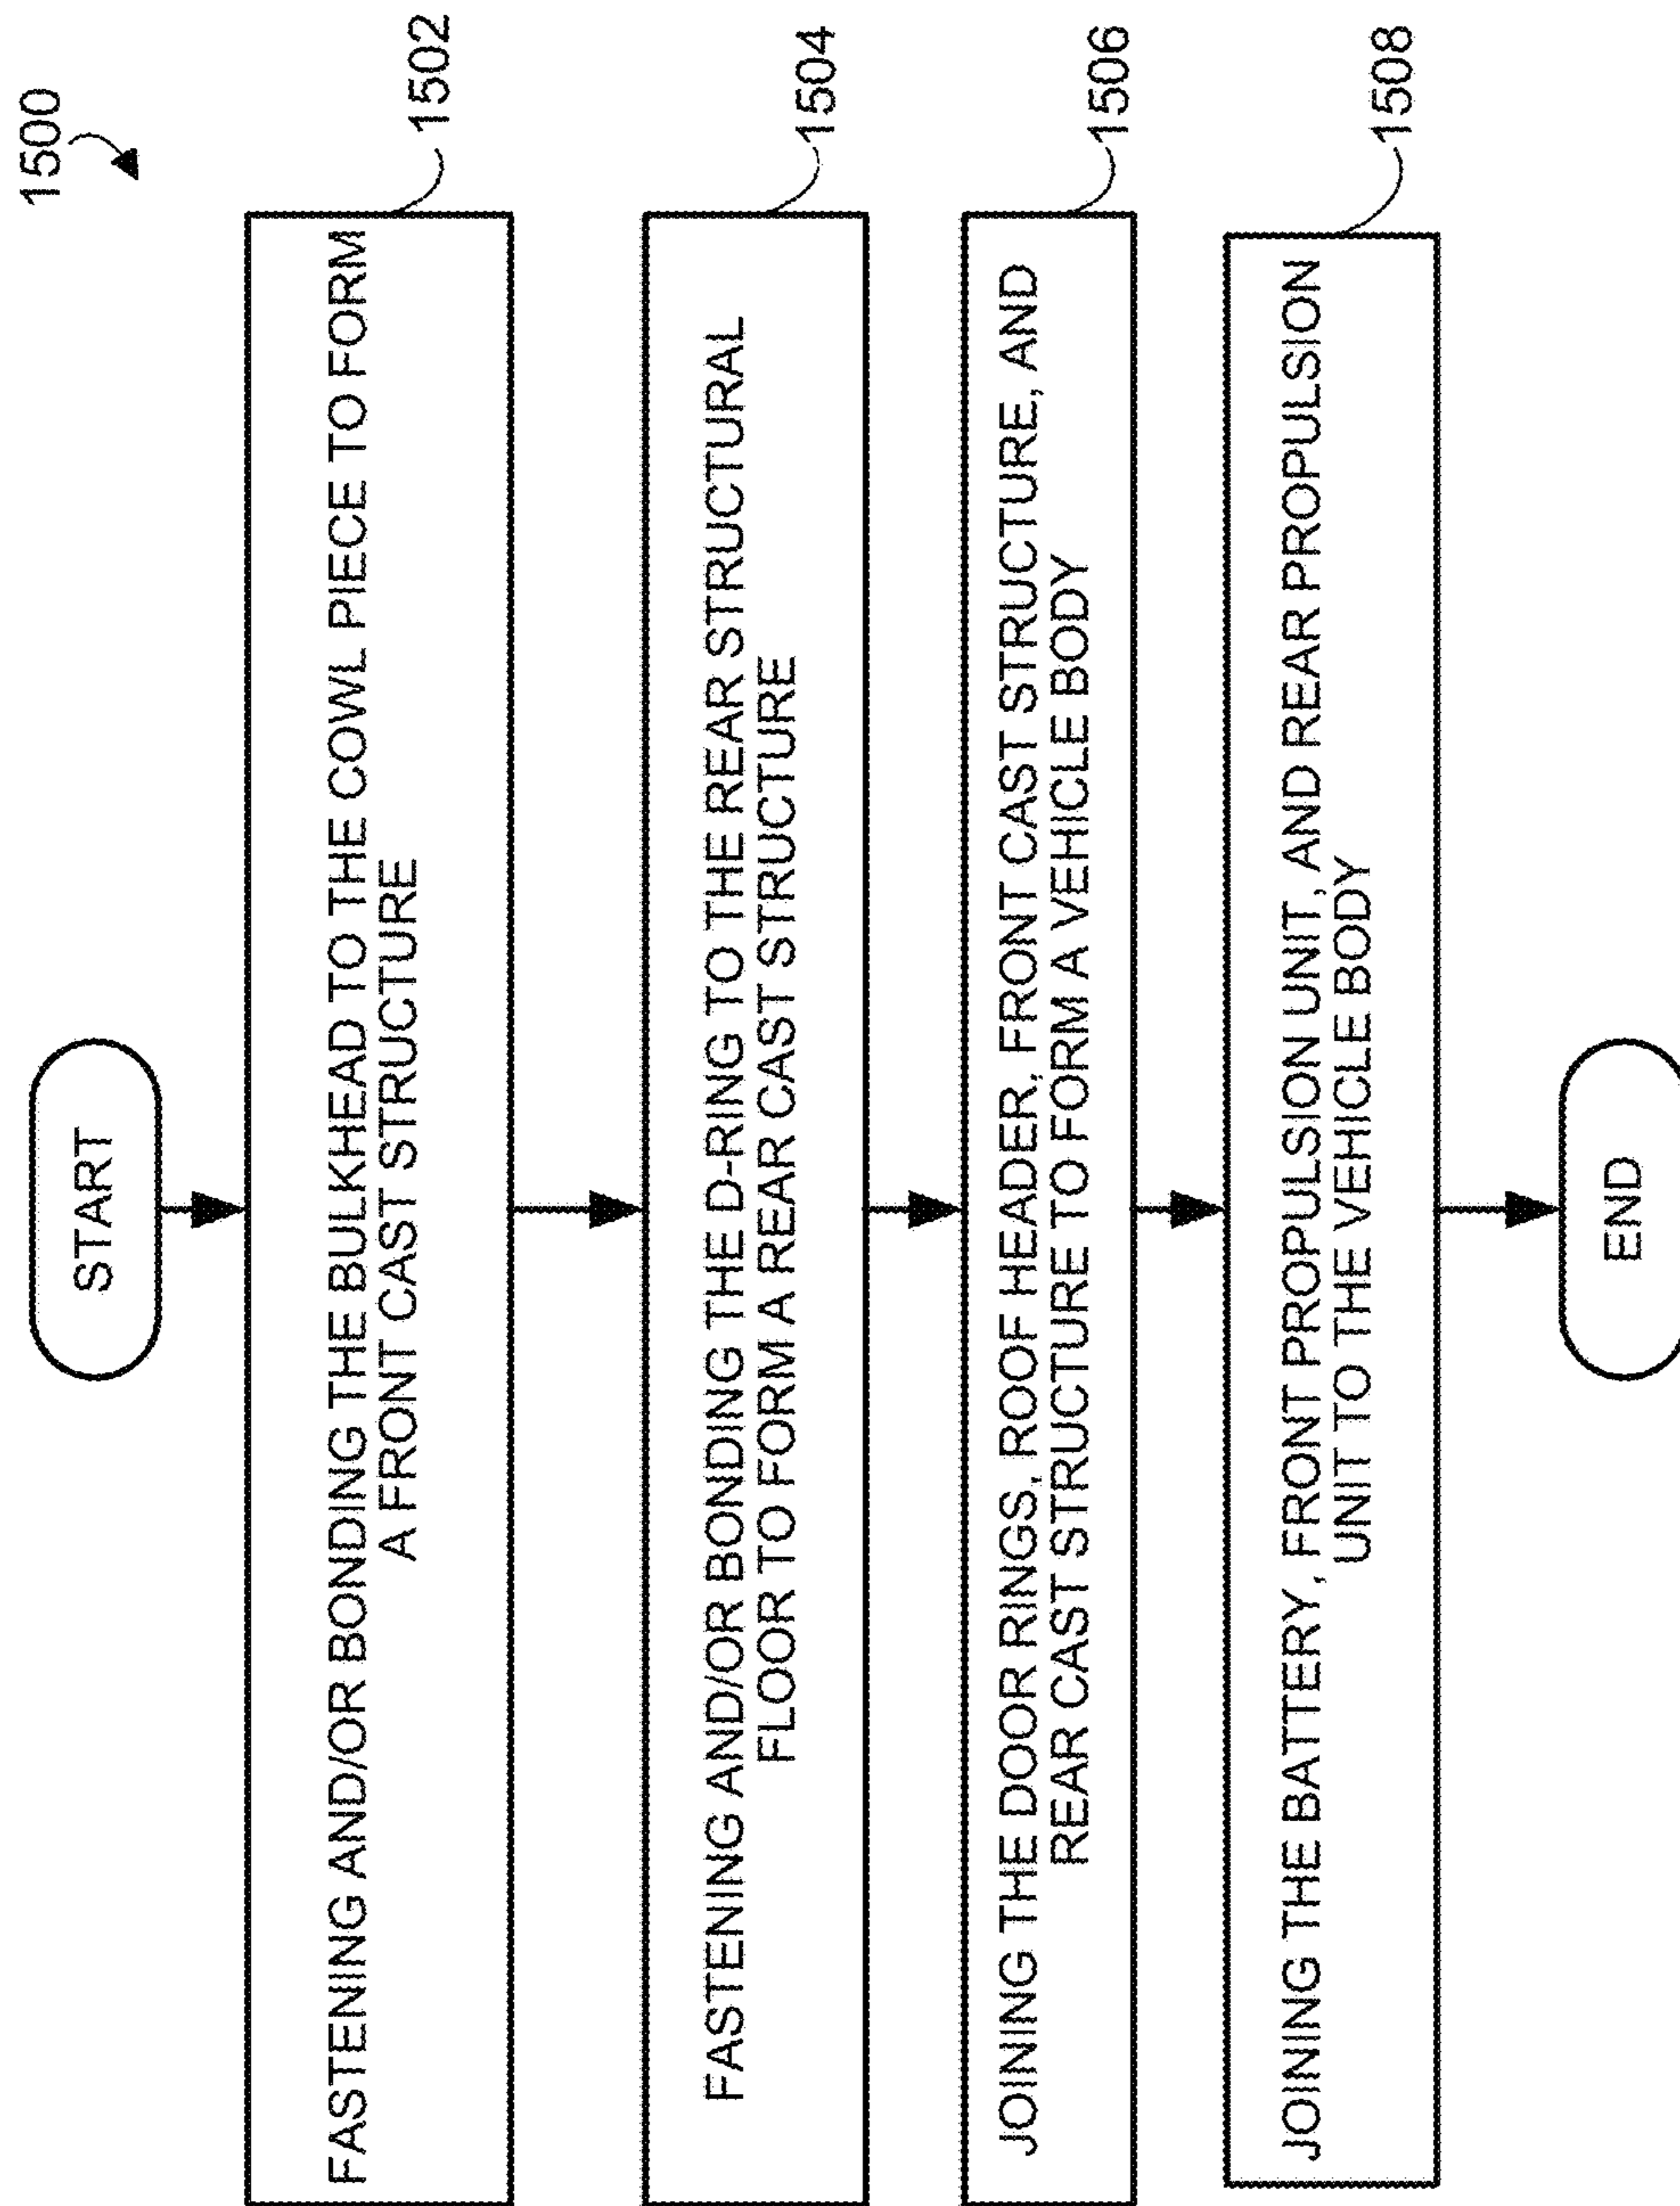 1500
START
FASTENING AND/OR BONDING THE BULKHEAD TO THE COWL PIECE TO FORM
A FRONT CAST STRUCTURE
1502
FASTENING AND/OR BONDING THE D-RING TO THE REAR STRUCTURAL
FLOOR TO FORM A REAR CAST STRUCTURE
1504
JOINING THE DOOR RINGS, ROOF HEADER, FRONT CAST STRUCTURE, AND
REAR CAST STRUCTURE TO FORM A VEHICLE BODY
1506
JOINING THE BATTERY, FRONT PROPULSION UNIT, AND REAR PROPULSION
UNIT TO THE VEHICLE BODY
1508
END